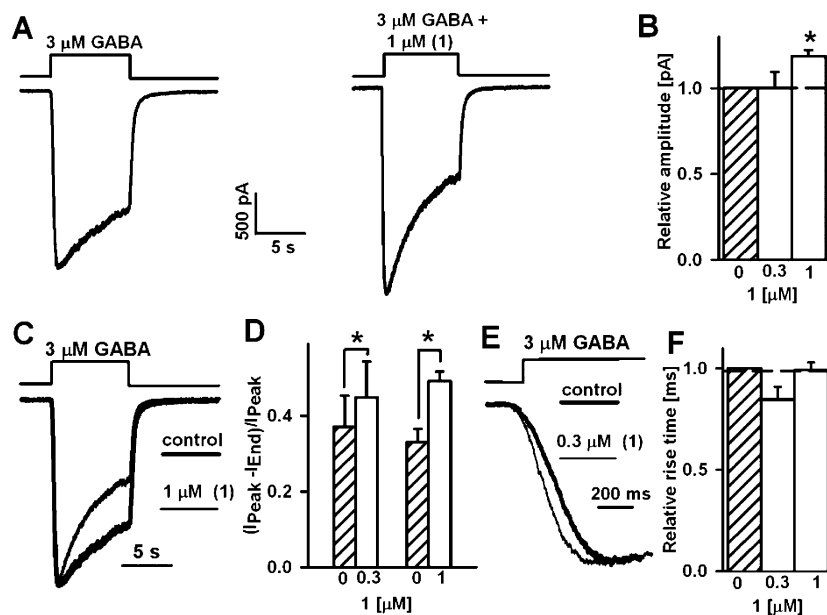 A
3 µM GABA
3 µM GABA +
1 µM (1)
500 pA
5 s
B
Relative amplitude [pA]
*
1.0
0.5
0.0
0 0.3 1
1 [µM]
C
3 µM GABA
control
1 µM (1)
5 s
D
(IPeak -IEnd)/IPeak
* *
0.4
0.2
0.0
0 0.3 0 1
1 [µM]
E
3 µM GABA
control
0.3 µM (1)
200 ms
F
Relative rise time [ms]
1.0
0.5
0.0
0 0.3 1
1 [µM]